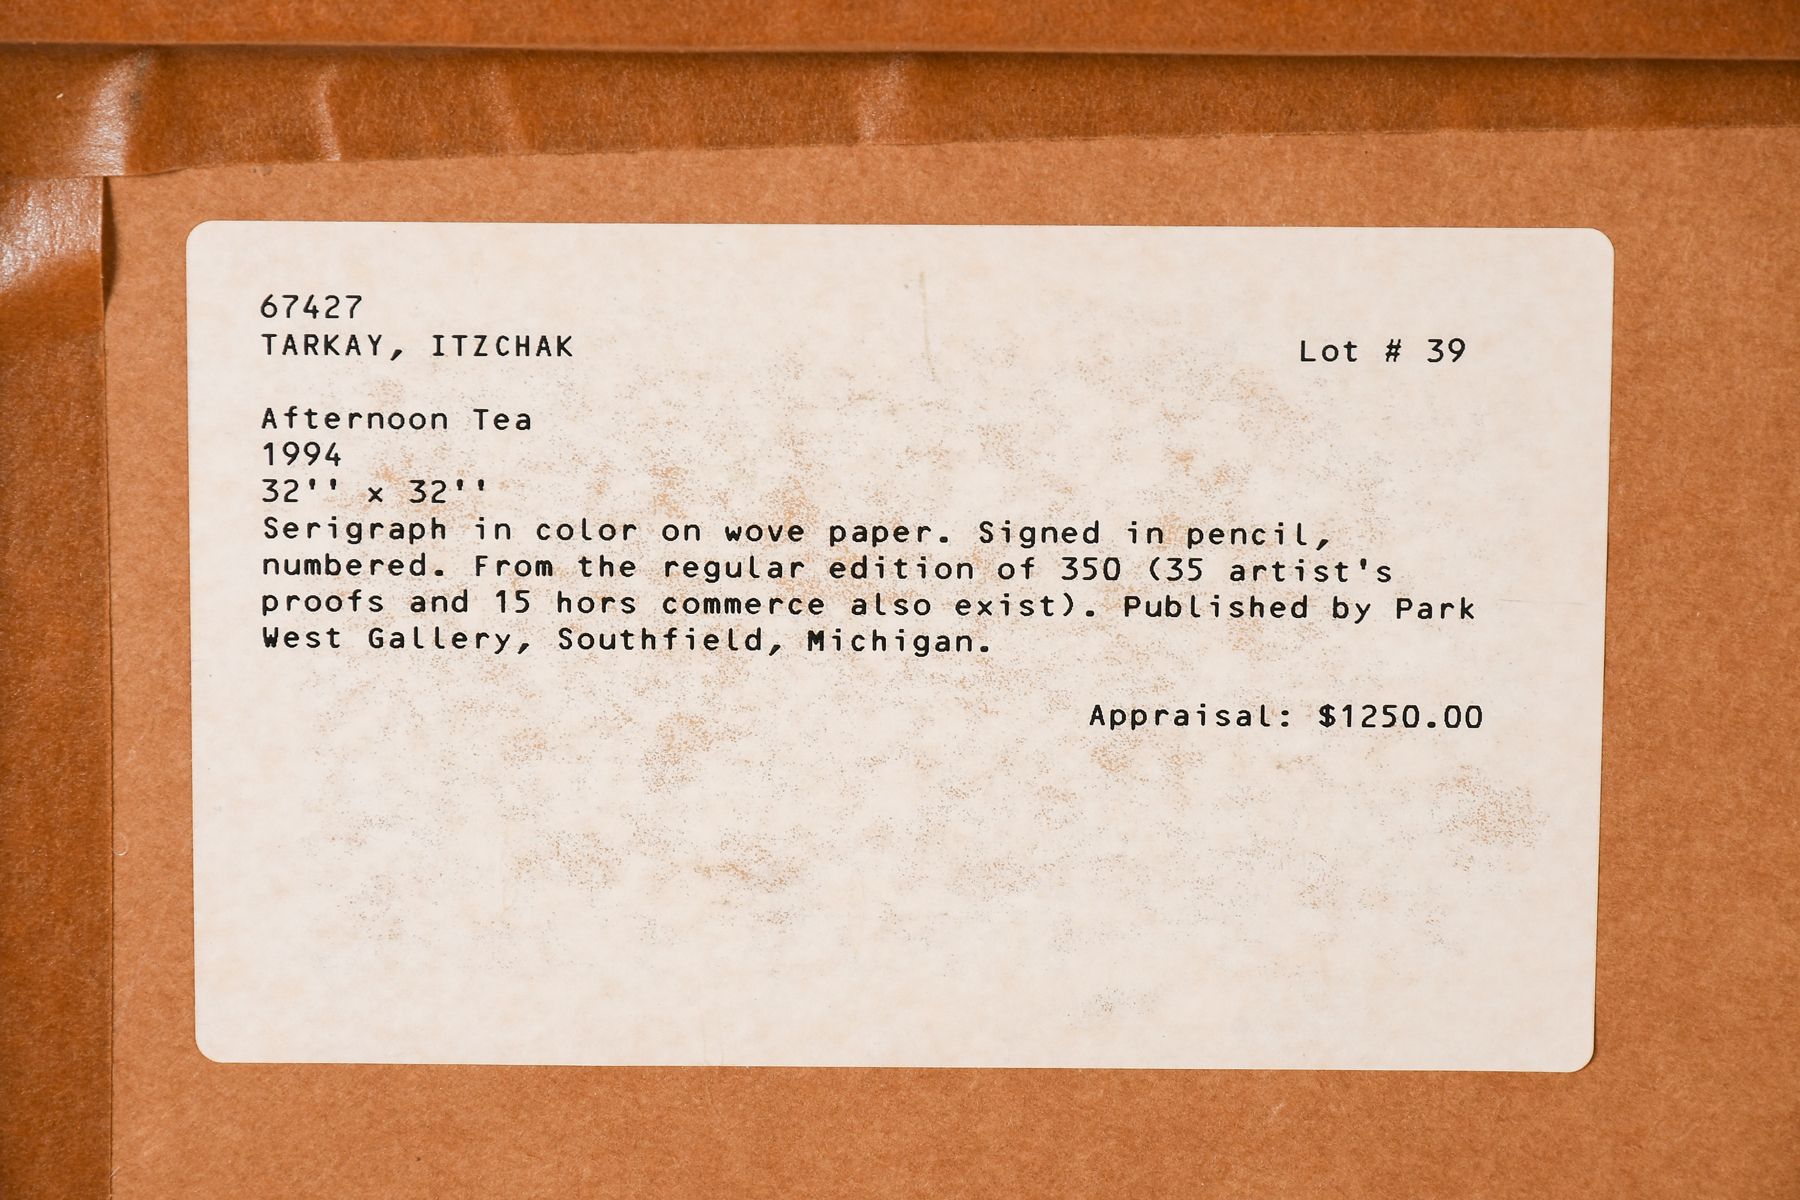 67427
TARKAY, ITZCHAK
Lot # 39
Afternoon Tea
1994
32'' x 32''
Serigraph in color on wove paper. Signed in pencil,
numbered. From the regular edition of 350 (35 artist's
proofs and 15 hors commerce also exist). Published by Park
West Gallery, Southfield, Michigan.
Appraisal: $1250.00